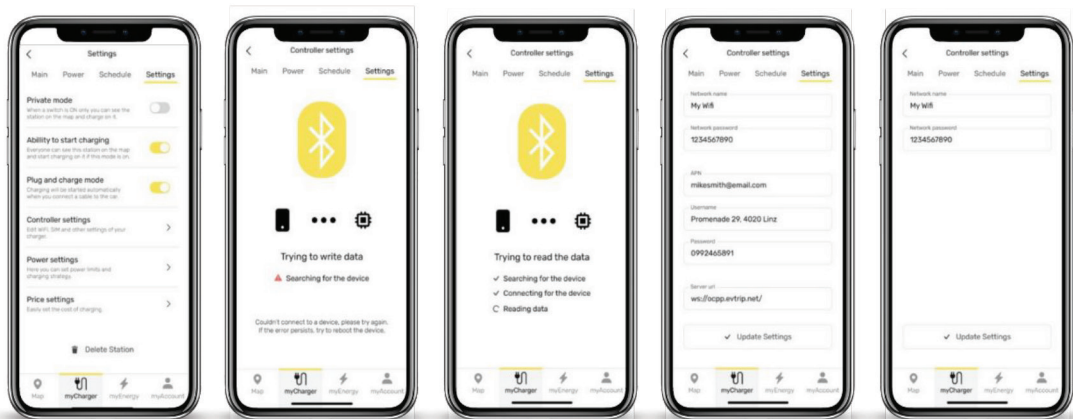 Settings
Main Power Schedule Settings
Private mode
When a switch is ON only you can see the
station on the map and charge on it.
Ability to start charging
Everyone can see this station on the map
and start charging on it if this mode is on.
Plug and charge mode
Charging will be started automatically
when you connect a cable to the car.
Controller settings
Edit WiFi, SIM and other settings of your
charger.
Power settings
Here you can set power limits and
charging strategy.
Price settings
Easily set the cost of charging.
Delete Station
Map myCharger myEnergy myAccount
Controller settings
Main Power Schedule Settings
Trying to write data
Searching for the device
Couldn't connect to a device, please try again.
If the error persists, try to reboot the device.
Map myCharger myEnergy myAccount
Controller settings
Main Power Schedule Settings
Trying to read the data
Searching for the device
Connecting for the device
Reading data
Map myCharger myEnergy myAccount
Controller settings
Main Power Schedule Settings
Network name
My Wifi
Network password
1234567890
APN
mikesmith@email.com
Username
Promenade 29, 4020 Linz
Password
0992465891
Server url
ws://ocpp.evtrip.net/
Update Settings
Map myCharger myEnergy myAccount
Controller settings
Main Power Schedule Settings
Network name
My Wifi
Network password
1234567890
Update Settings
Map myCharger myEnergy myAccount